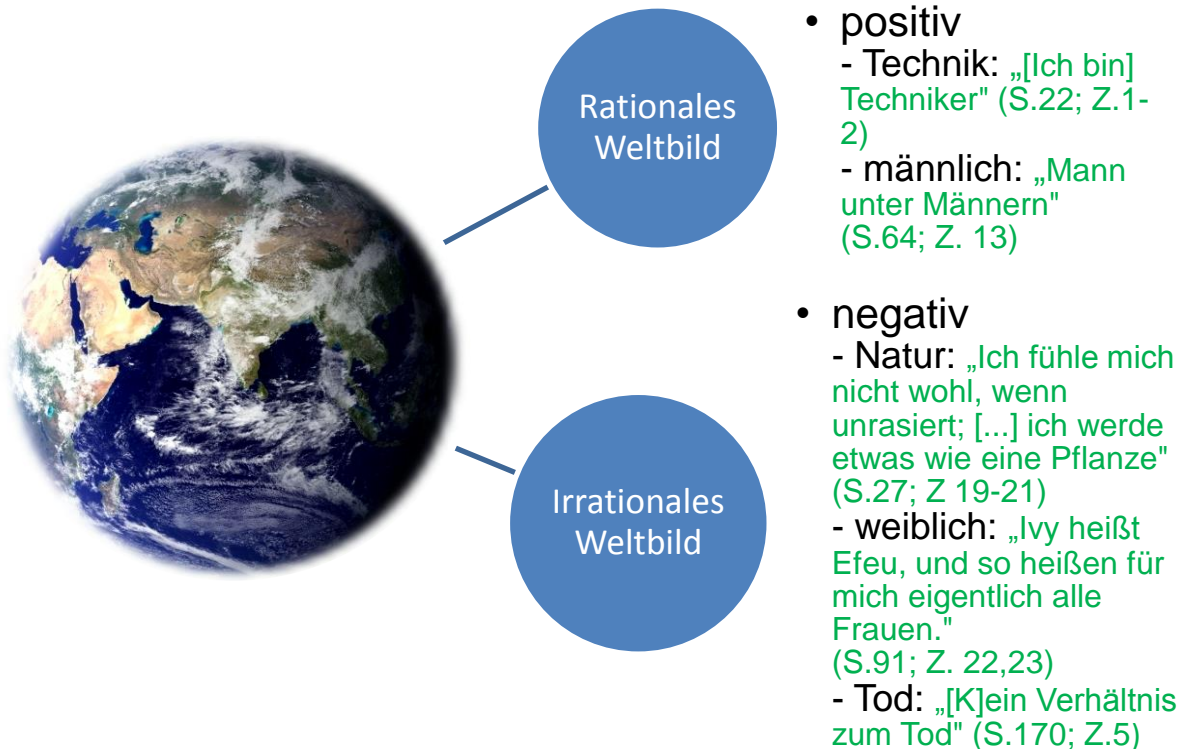 Rationales
Weltbild
• positiv
- Technik: „[Ich bin]
Techniker" (S.22; Z.1-
2)
- männlich: „Mann
unter Männern"
(S.64; Z. 13)
Irrationales
Weltbild
• negativ
- Natur: „Ich fühle mich
nicht wohl, wenn
unrasiert; [...] ich werde
etwas wie eine Pflanze"
(S.27; Z 19-21)
- weiblich: „Ivy heißt
Efeu, und so heißen für
mich eigentlich alle
Frauen."
(S.91; Z. 22,23)
- Tod: „[K]ein Verhältnis
zum Tod" (S.170; Z.5)